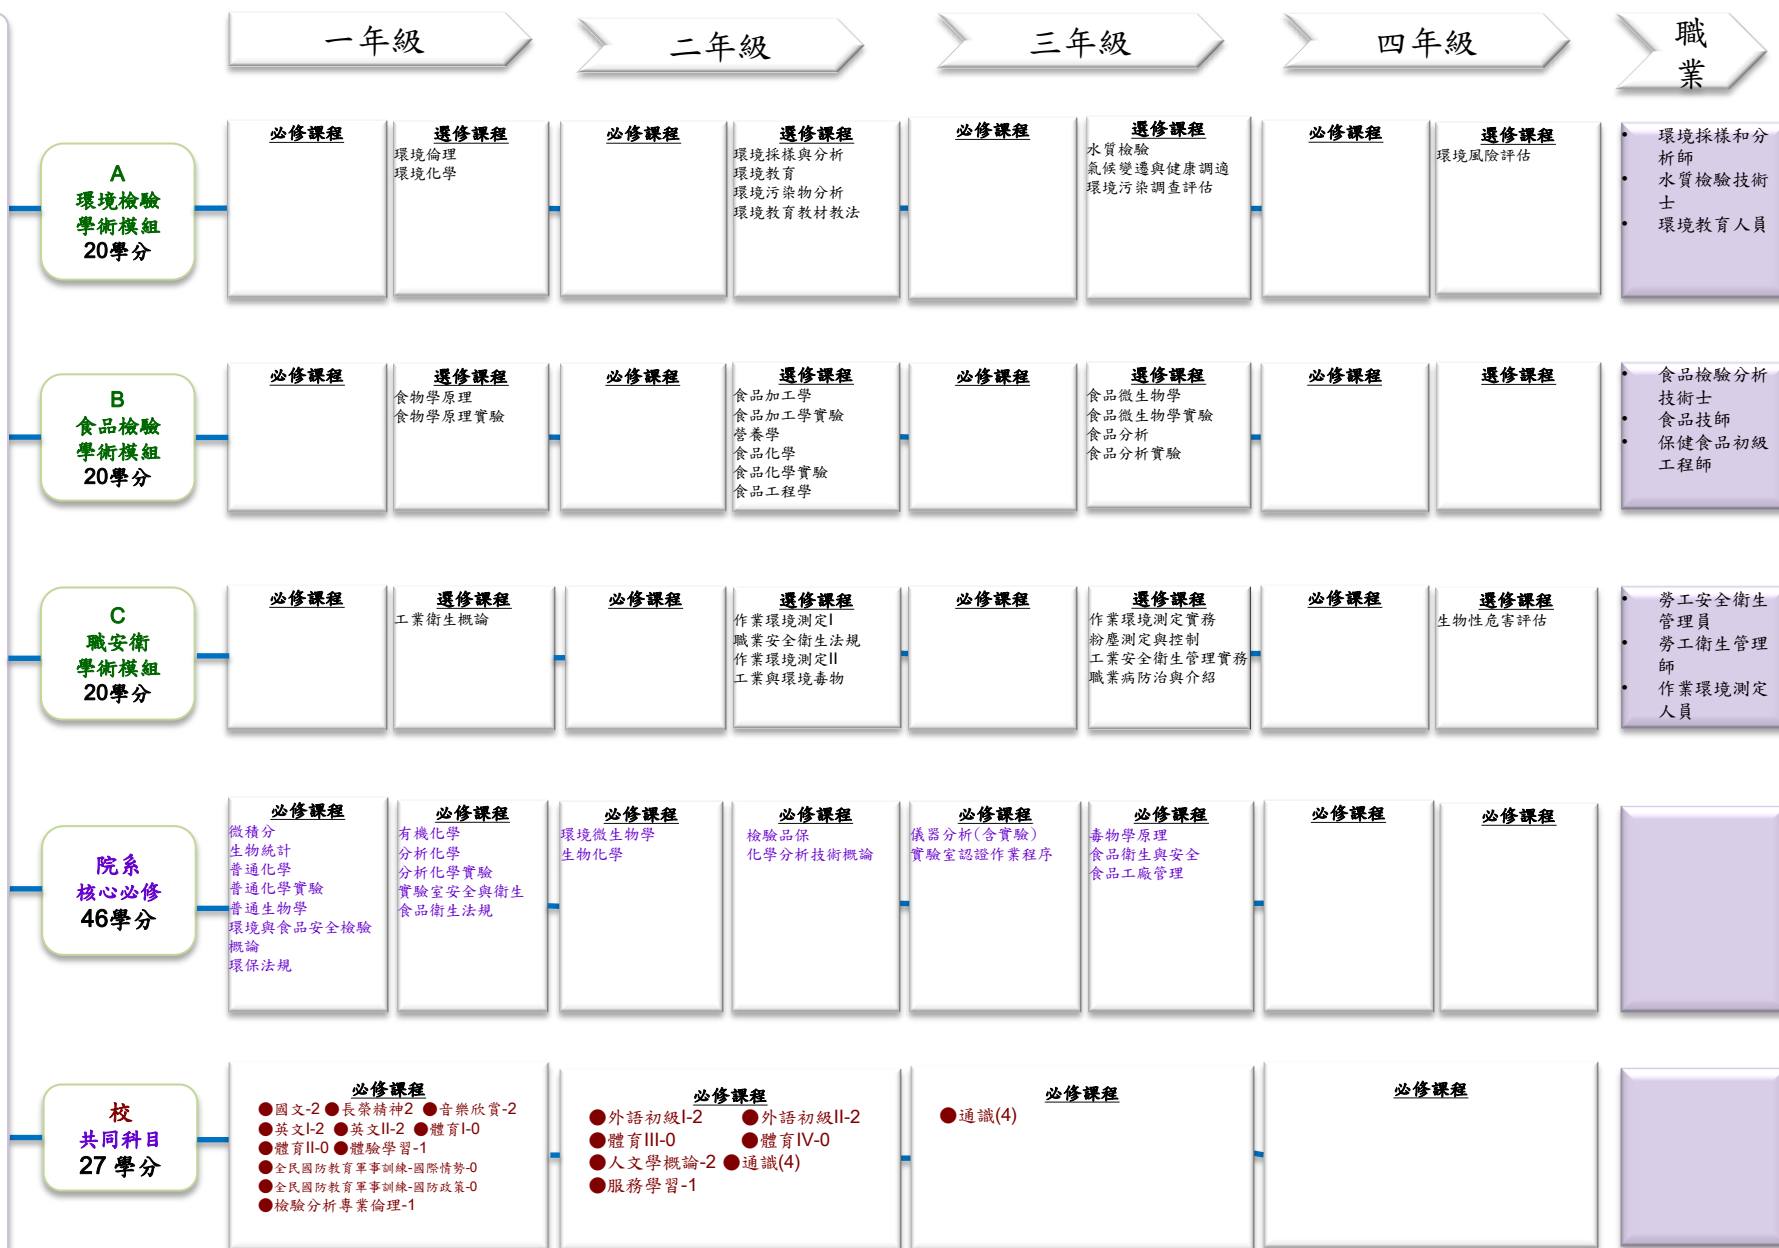 一年級
二年級
三年級
四年級
職
業
A
環境檢驗
學術模組
20學分
必修課程
選修課程
環境倫理
環境化學
必修課程
選修課程
環境採樣與分析
環境教育
環境污染物分析
環境教育教材教法
必修課程
選修課程
水質檢驗
氣候變遷與健康調適
環境污染調查評估
必修課程
選修課程
環境風險評估
• 環境採樣和分
析師
• 水質檢驗技術
士
• 環境教育人員
B
食品檢驗
學術模組
20學分
必修課程
選修課程
食物學原理
食物學原理實驗
必修課程
選修課程
食品加工學
食品加工學實驗
營養學
食品化學
食品化學實驗
食品工程學
必修課程
選修課程
食品微生物學
食品微生物學實驗
食品分析
食品分析實驗
必修課程
選修課程
• 食品檢驗分析
技術士
• 食品技師
• 保健食品初級
工程師
C
職安衛
學術模組
20學分
必修課程
選修課程
工業衛生概論
必修課程
選修課程
作業環境測定I
職業安全衛生法規
作業環境測定II
工業與環境毒物
必修課程
選修課程
作業環境測定實務
粉塵測定與控制
工業安全衛生管理實務
職業病防治與介紹
必修課程
選修課程
生物性危害評估
• 勞工安全衛生
管理員
• 勞工衛生管理
師
• 作業環境測定
人員
院系
核心必修
46學分
必修課程
微積分
生物統計
普通化學
普通化學實驗
普通生物學
環境與食品安全檢驗
概論
環保法規
必修課程
有機化學
分析化學
分析化學實驗
實驗室安全與衛生
食品衛生法規
必修課程
環境微生物學
生物化學
必修課程
檢驗品保
化學分析技術概論
必修課程
儀器分析(含實驗)
實驗室認證作業程序
必修課程
毒物學原理
食品衛生與安全
食品工廠管理
必修課程
必修課程
校
共同科目
27 學分
必修課程
●國文-2 ●長榮精神2 ●音樂欣賞-2
●英文I-2 ●英文II-2 ●體育I-0
●體育II-0 ●體驗學習-1
●全民國防教育軍事訓練-國際情勢-0
●全民國防教育軍事訓練-國防政策-0
●檢驗分析專業倫理-1
必修課程
●外語初級I-2 ●外語初級II-2
●體育III-0 ●體育IV-0
●人文學概論-2 ●通識(4)
●服務學習-1
必修課程
●通識(4)
必修課程